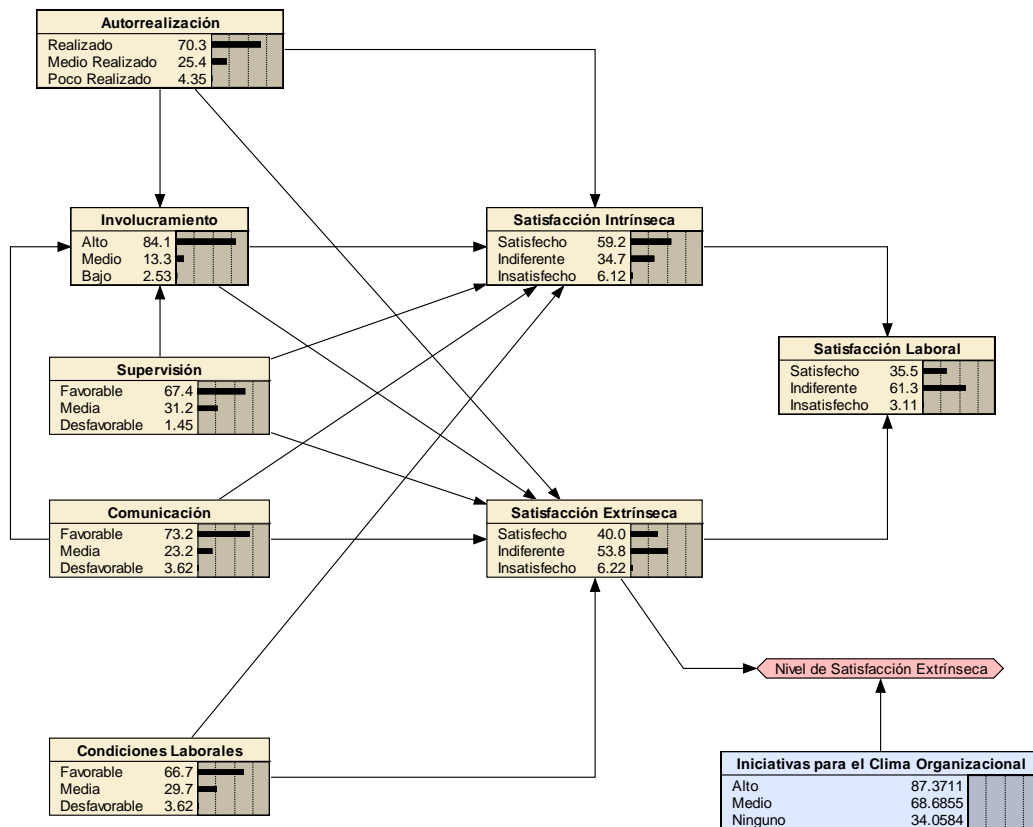 Autorrealización
Realizado 70.3
Medio Realizado 25.4
Poco Realizado 4.35
Involucramiento
Alto 84.1
Medio 13.3
Bajo 2.53
Satisfacción Intrínseca
Satisfecho 59.2
Indiferente 34.7
Insatisfecho 6.12
Supervisión
Favorable 67.4
Media 31.2
Desfavorable 1.45
Satisfacción Laboral
Satisfecho 35.5
Indiferente 61.3
Insatisfecho 3.11
Comunicación
Favorable 73.2
Media 23.2
Desfavorable 3.62
Satisfacción Extrínseca
Satisfecho 40.0
Indiferente 53.8
Insatisfecho 6.22
Nivel de Satisfacción Extrínseca
Condiciones Laborales
Favorable 66.7
Media 29.7
Desfavorable 3.62
Iniciativas para el Clima Organizacional
Alto 87.3711
Medio 68.6855
Ninguno 34.0584